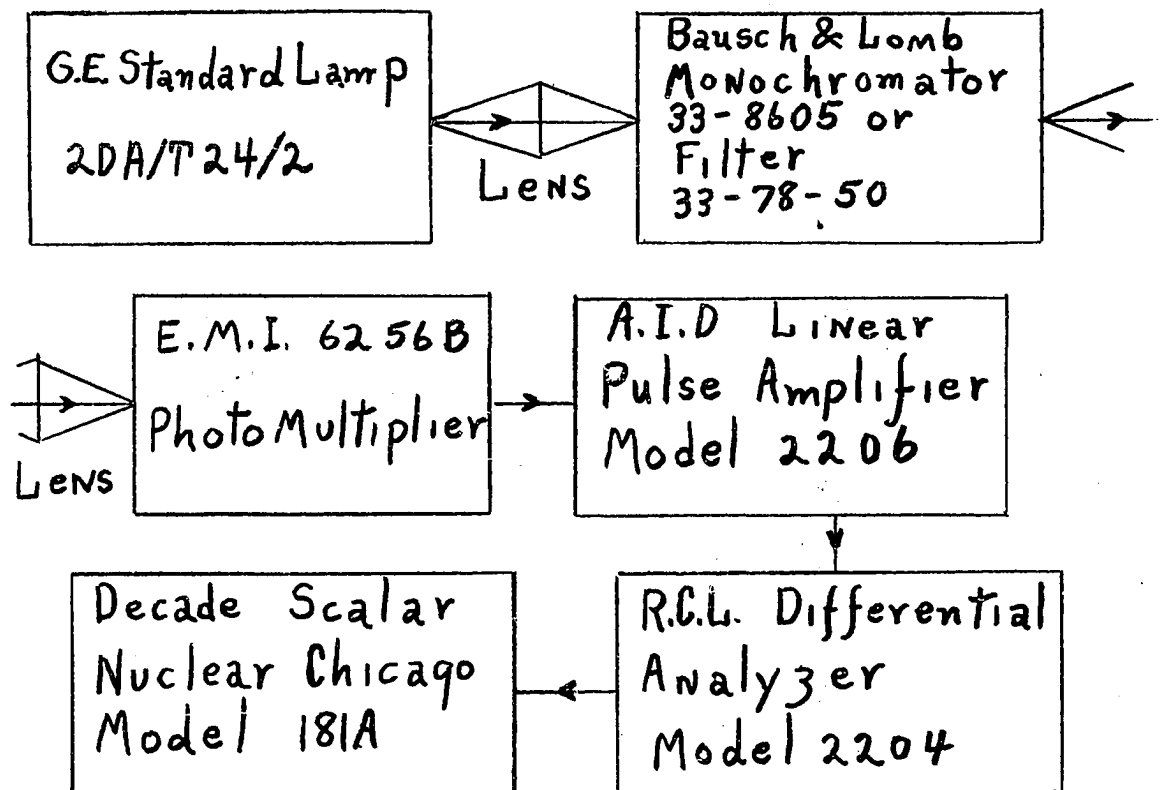 G.E. Standard Lamp
2DA/T24/2
Lens
Bausch & Lomb
Monochromator
33-8605 or
Filter
33-78-50
Lens
E.M.I. 6256B
PhotoMultiplier
A.I.D Linear
Pulse Amplifier
Model 2206
Decade Scalar
Nuclear Chicago
Model 181A
R.C.L. Differential
Analyzer
Model 2204